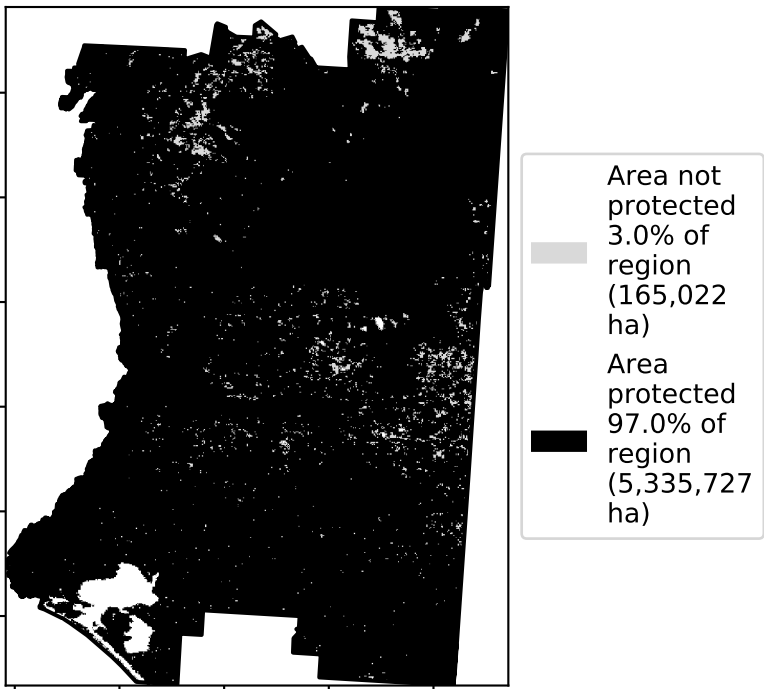 Area not
protected
3.0% of
region
(165,022
ha)
Area
protected
97.0% of
region
(5,335,727
ha)